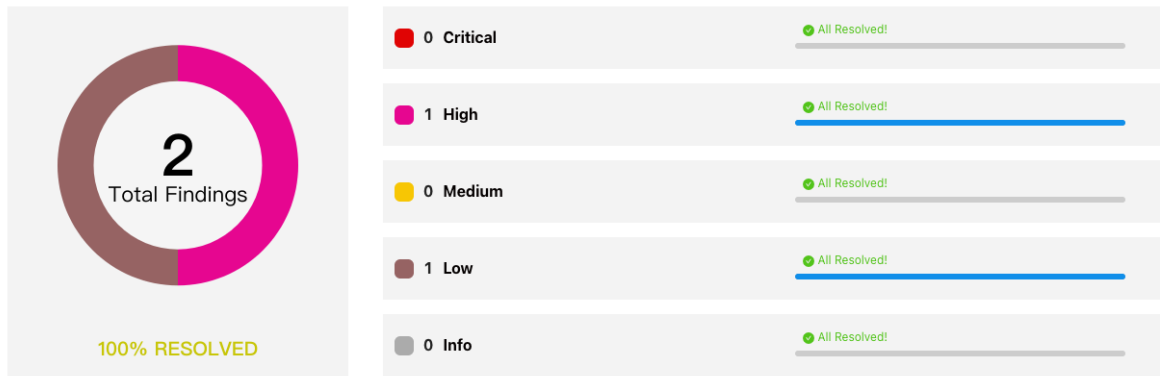 2
Total Findings
100% RESOLVED
0 Critical
All Resolved!
1 High
All Resolved!
0 Medium
All Resolved!
1 Low
All Resolved!
0 Info
All Resolved!